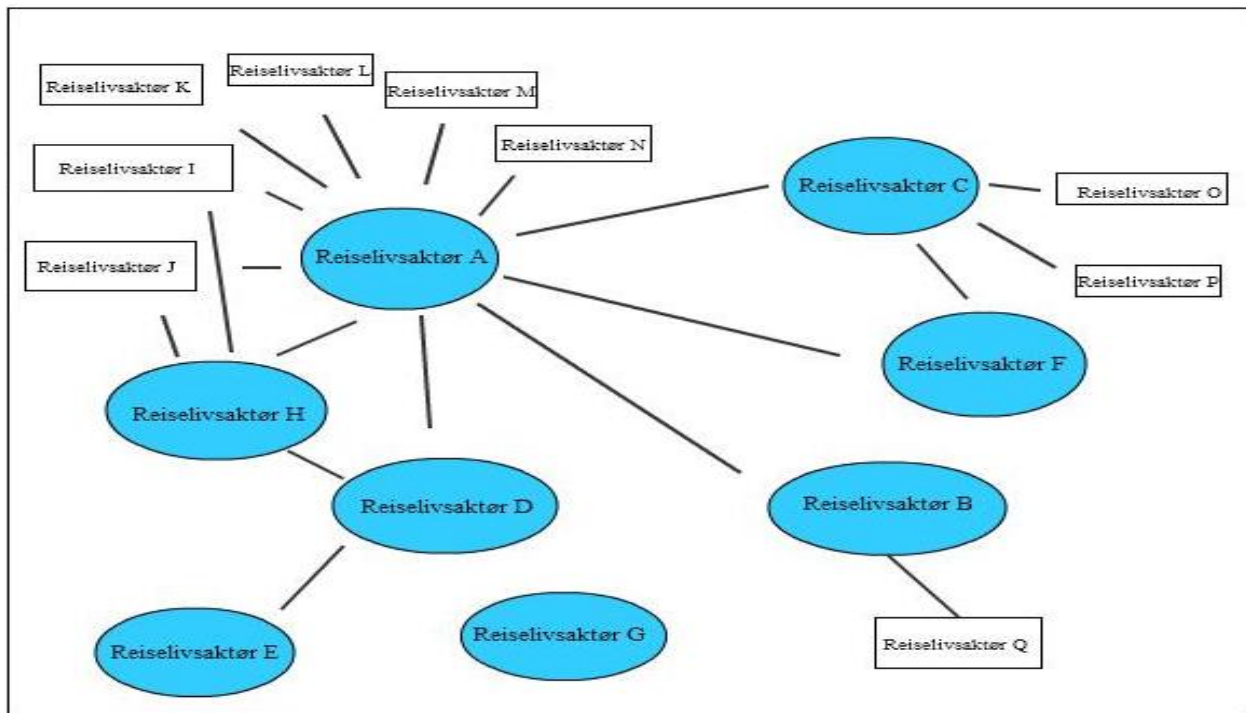 Reiselivsaktør L
Reiselivsaktør K
Reiselivsaktør M
Reiselivsaktør N
Reiselivsaktør I
Reiselivsaktør C
Reiselivsaktør O
Reiselivsaktør A
Reiselivsaktør J
Reiselivsaktør P
Reiselivsaktør F
Reiselivsaktør H
Reiselivsaktør D
Reiselivsaktør B
Reiselivsaktør G
Reiselivsaktør Q
Reiselivsaktør E